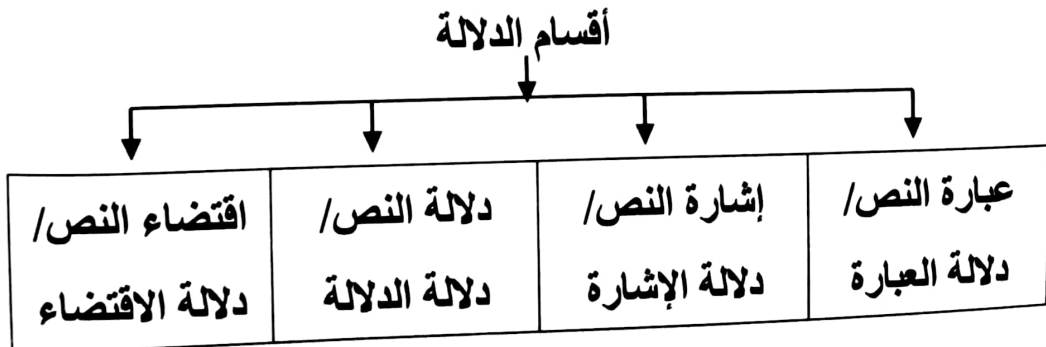 أقسام الدلالة
عبارة النص/
دلالة العبارة
إشارة النص/
دلالة الإشارة
دلالة النص/
دلالة الدلالة
اقتضاء النص/
دلالة الاقتضاء